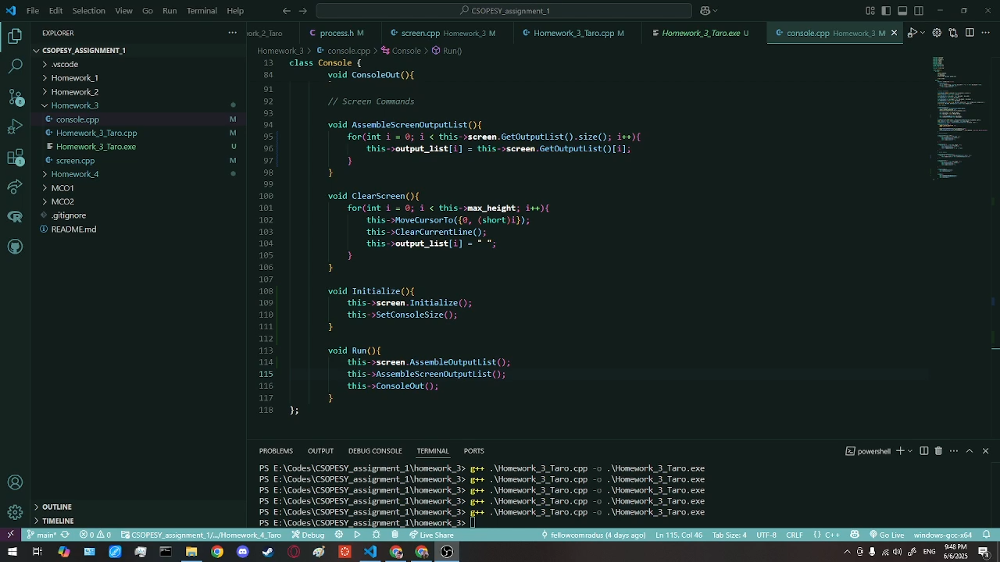 File Edit Selection View Go Run Terminal Help
CSOPESY_assignment_1
EXPLORER
CSOPESY_ASSIGNMENT_1
.vscode
Homework_1
Homework_2
Homework_3
console.cpp M
Homework_3_Taro.cpp M
Homework_3_Taro.exe U
screen.cpp M
Homework_4
MCO1
MCO2
.gitignore
README.md
OUTLINE
TIMELINE
rk_2_Taro process.h M screen.cpp Homework_3 M Homework_3_Taro.cpp M Homework_3_Taro.exe U console.cpp Homework_3 M
Homework_3 > console.cpp > Console > Run()
13 class Console {
84 void ConsoleOut(){
91
92 // Screen Commands
93
94 void AssembleScreenOutputList(){
95 for(int i = 0; i < this->screen.GetOutputList().size(); i++){
96 this->output_list[i] = this->screen.GetOutputList()[i];
97 }
98 }
99
100 void ClearScreen(){
101 for(int i = 0; i < this->max_height; i++){
102 this->MoveCursorTo({0, (short)i});
103 this->ClearCurrentLine();
104 this->output_list[i] = " ";
105 }
106 }
107
108 void Initialize(){
109 this->screen.Initialize();
110 this->SetConsoleSize();
111 }
112
113 void Run(){
114 this->screen.AssembleOutputList();
115 this->AssembleScreenOutputList();
116 this->ConsoleOut();
117 }
118 };
PROBLEMS OUTPUT DEBUG CONSOLE TERMINAL PORTS
powershell
PS E:\Codes\CSOPESY_assignment_1\homework_3> g++ .\Homework_3_Taro.cpp -o .\Homework_3_Taro.exe
PS E:\Codes\CSOPESY_assignment_1\homework_3> g++ .\Homework_3_Taro.cpp -o .\Homework_3_Taro.exe
PS E:\Codes\CSOPESY_assignment_1\homework_3> g++ .\Homework_3_Taro.cpp -o .\Homework_3_Taro.exe
PS E:\Codes\CSOPESY_assignment_1\homework_3> g++ .\Homework_3_Taro.cpp -o .\Homework_3_Taro.exe
PS E:\Codes\CSOPESY_assignment_1\homework_3> g++ .\Homework_3_Taro.cpp -o .\Homework_3_Taro.exe
PS E:\Codes\CSOPESY_assignment_1\homework_3>
main* 0 0 CSOPESY_assignment_1/.../Homework_4_Taro Debug Live Share fellowcomradus (4 days ago) Ln 115, Col 46 Tab Size: 4 UTF-8 CRLF {} C++ Go Live windows-gcc-x64
ENG 9:48 PM
6/6/2025